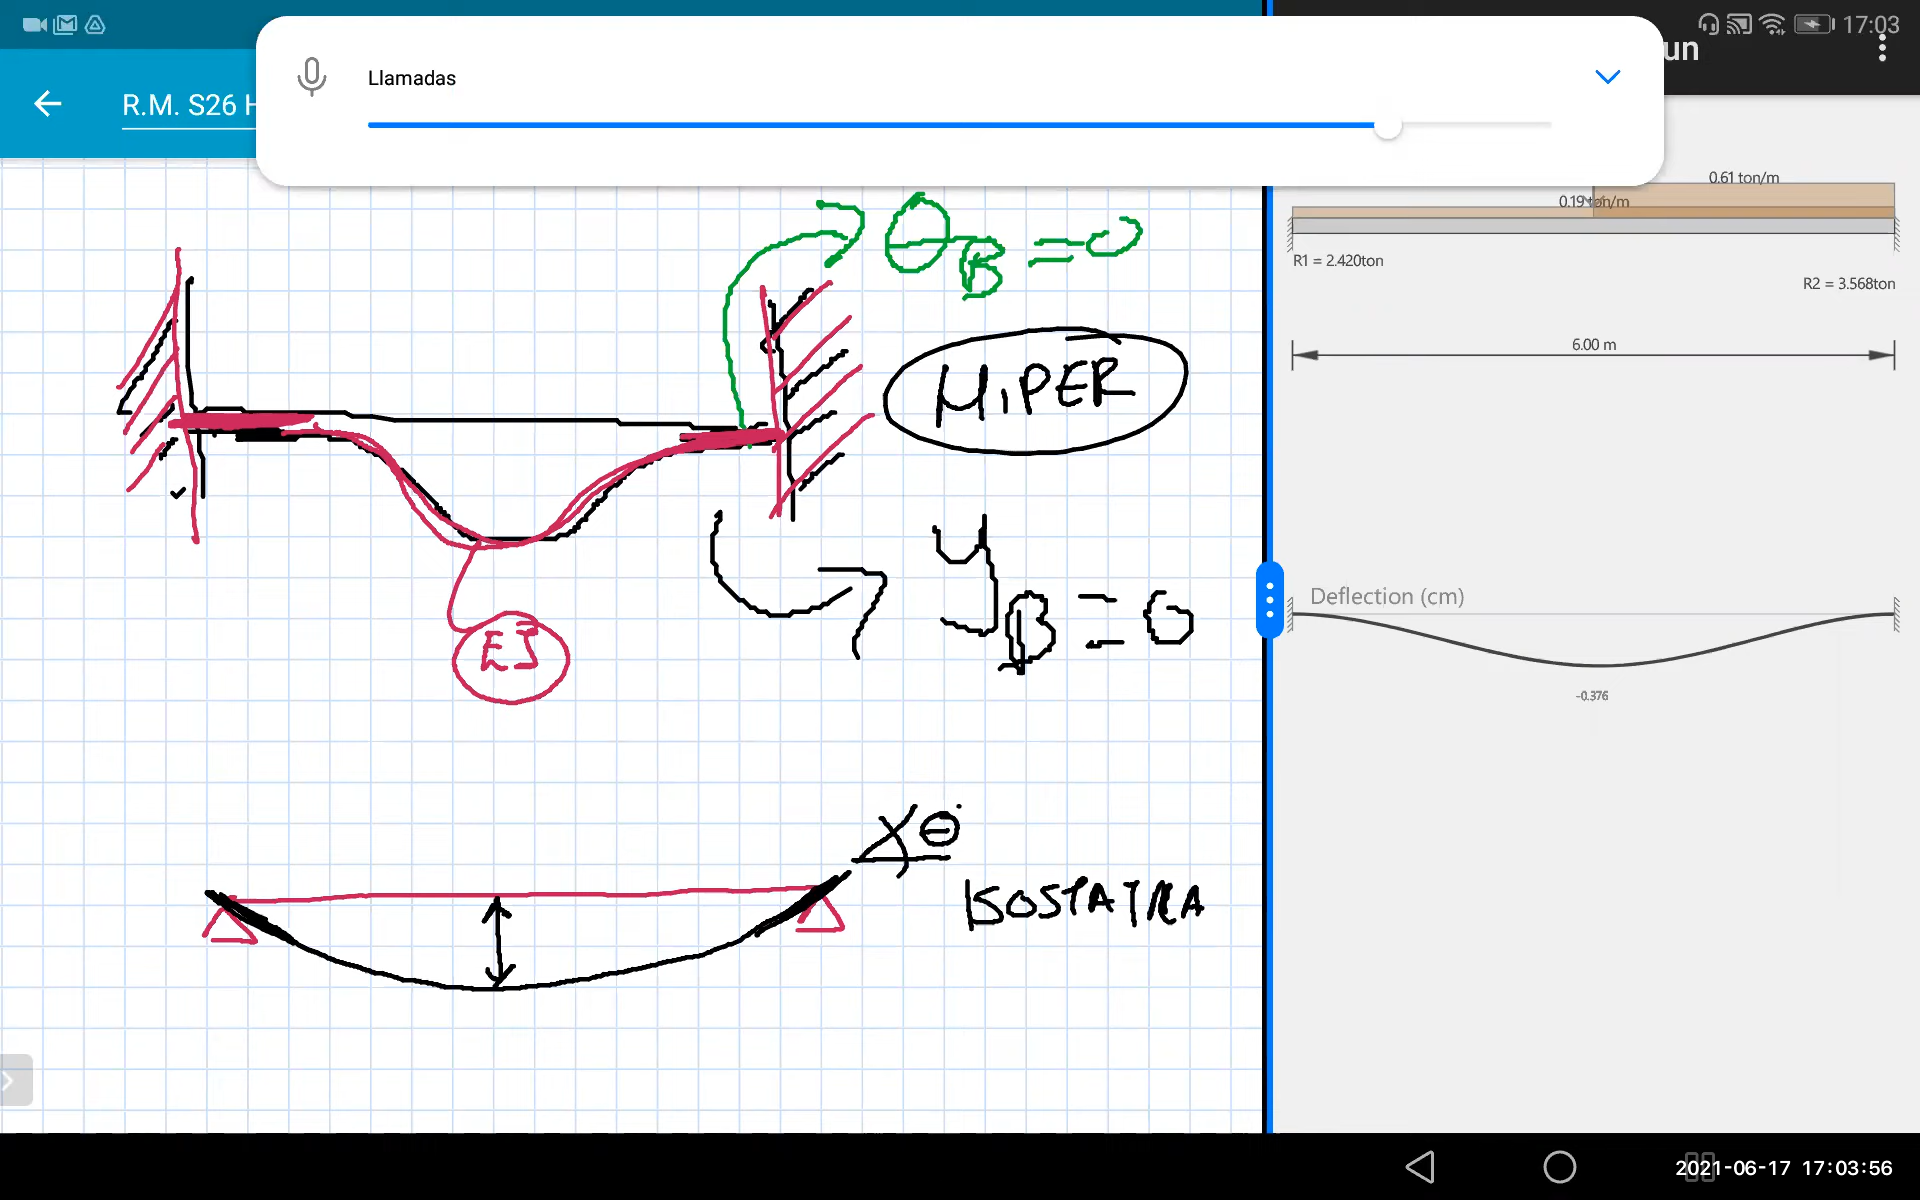 17:03
Llamadas
un
R.M. S26 H
θB=0
HIPER
yB=0
EI
θ
ISOSTATICA
0.61 ton/m
0.19 ton/m
R1 = 2.420ton
R2 = 3.568ton
6.00 m
Deflection (cm)
-0.376
2021-06-17 17:03:56